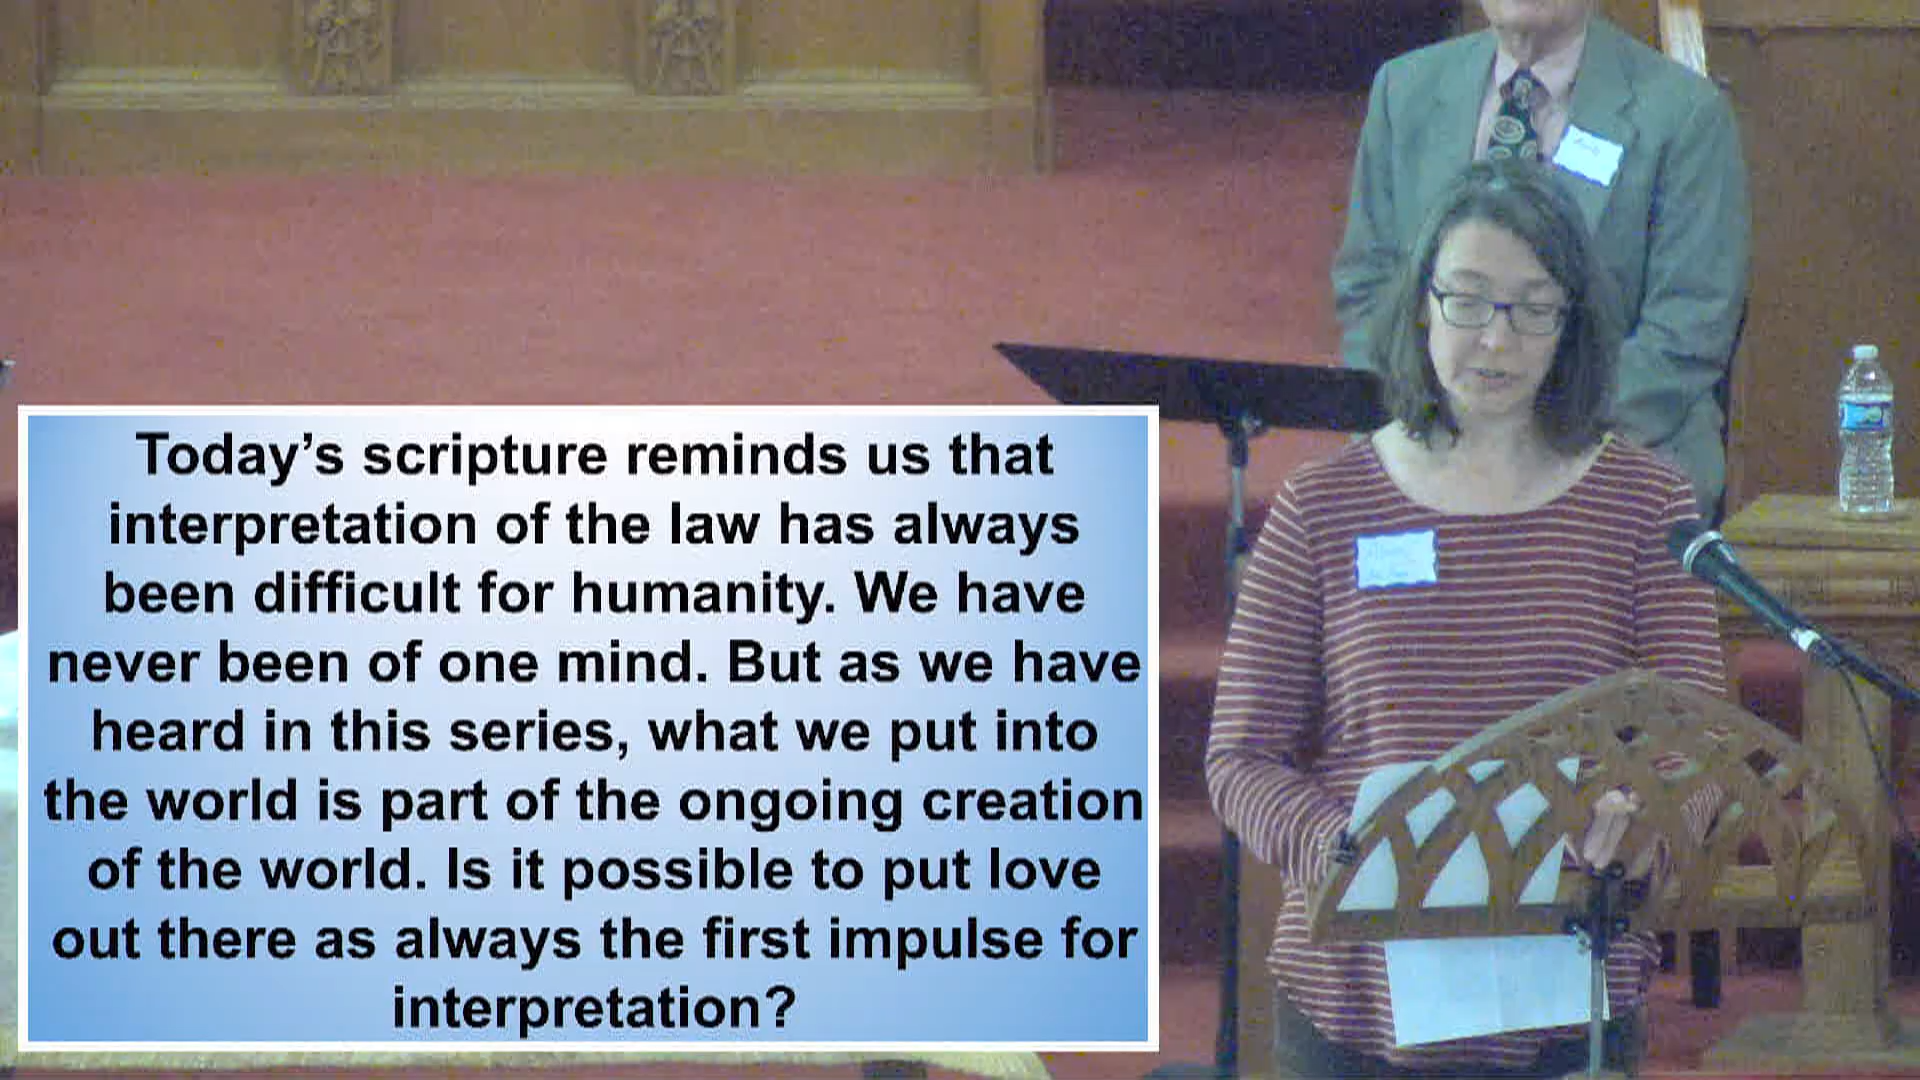 Today’s scripture reminds us that
interpretation of the law has always
been difficult for humanity. We have
never been of one mind. But as we have
heard in this series, what we put into
the world is part of the ongoing creation
of the world. Is it possible to put love
out there as always the first impulse for
interpretation?